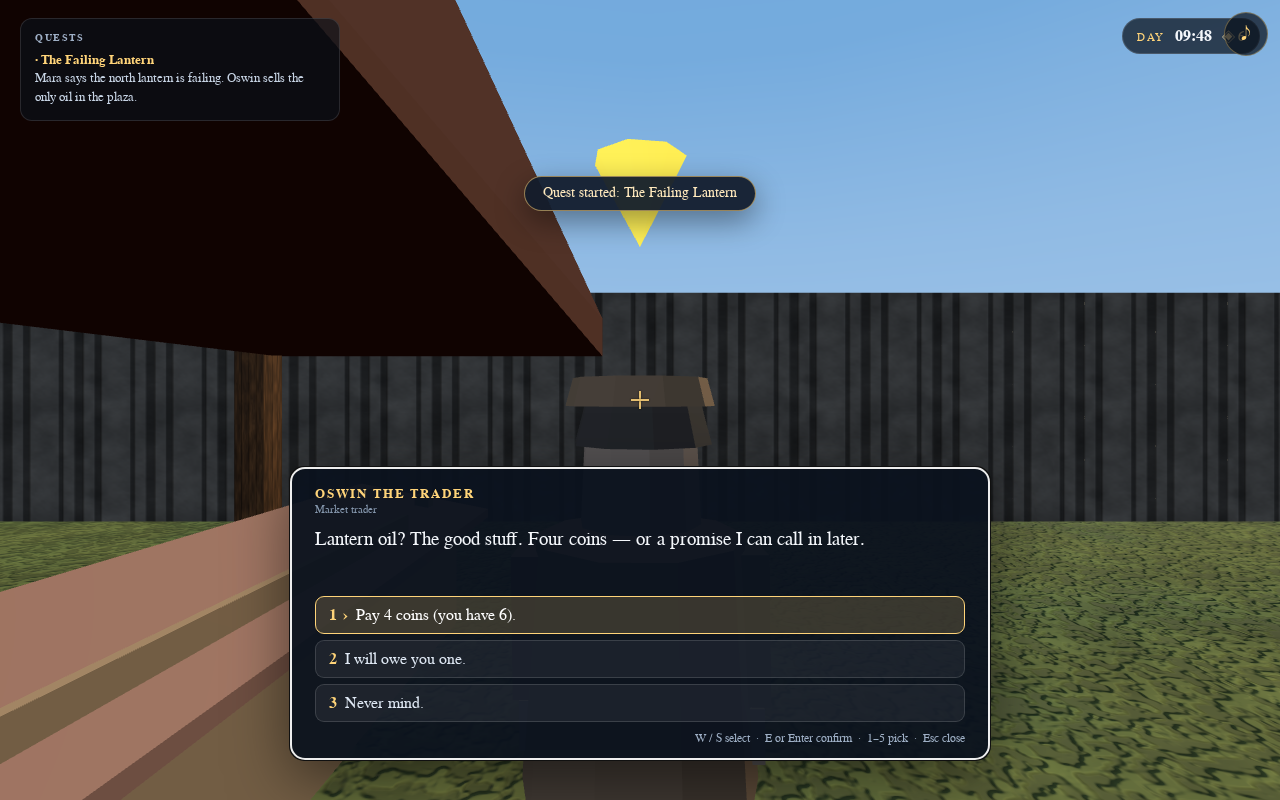 QUESTS
· The Failing Lantern
Mara says the north lantern is failing. Oswin sells the
only oil in the plaza.
DAY 09:48
Quest started: The Failing Lantern
OSWIN THE TRADER
Market trader
Lantern oil? The good stuff. Four coins — or a promise I can call in later.
1 › Pay 4 coins (you have 6).
2 I will owe you one.
3 Never mind.
W / S select · E or Enter confirm · 1–5 pick · Esc close